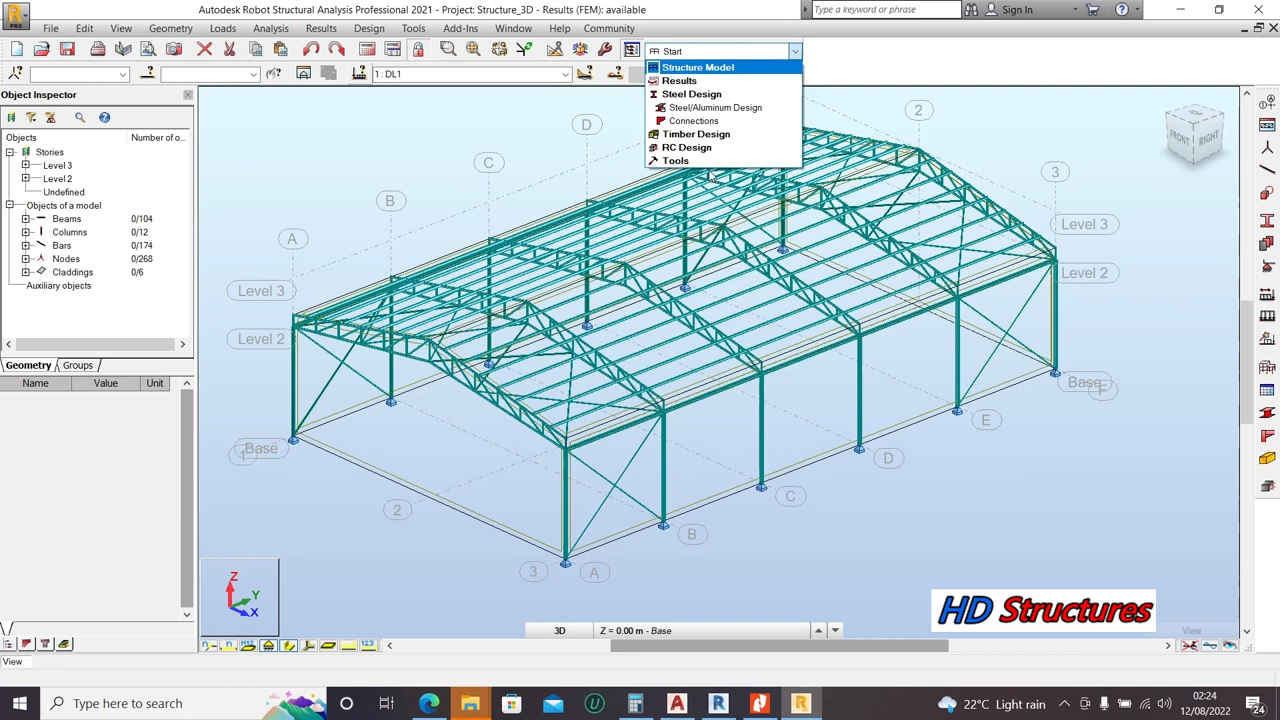 Autodesk Robot Structural Analysis Professional 2021 - Project: Structure_3D - Results (FEM): available
Type a keyword or phrase
Sign In
PRO
File Edit View Geometry Loads Analysis Results Design Tools Add-Ins Window Help Community
Start
1 : DL1
Structure Model
Results
Steel Design
Steel/Aluminum Design
Connections
Timber Design
RC Design
Tools
Object Inspector
Objects Number of o...
Stories
Level 3
Level 2
Undefined
Objects of a model
Beams 0/104
Columns 0/12
Bars 0/174
Nodes 0/268
Claddings 0/6
Auxiliary objects
Geometry Groups
Name Value Unit
D
2
C
3
B
A
Level 3
Level 2
Level 3
Level 2
FRONT RIGHT
Base
F
E
D
C
B
A
Base
1
2
3
Z
Y
X
HD Structures
3D Z = 0.00 m - Base
View
View
Type here to search
22°C Light rain
02:24
12/08/2022
24